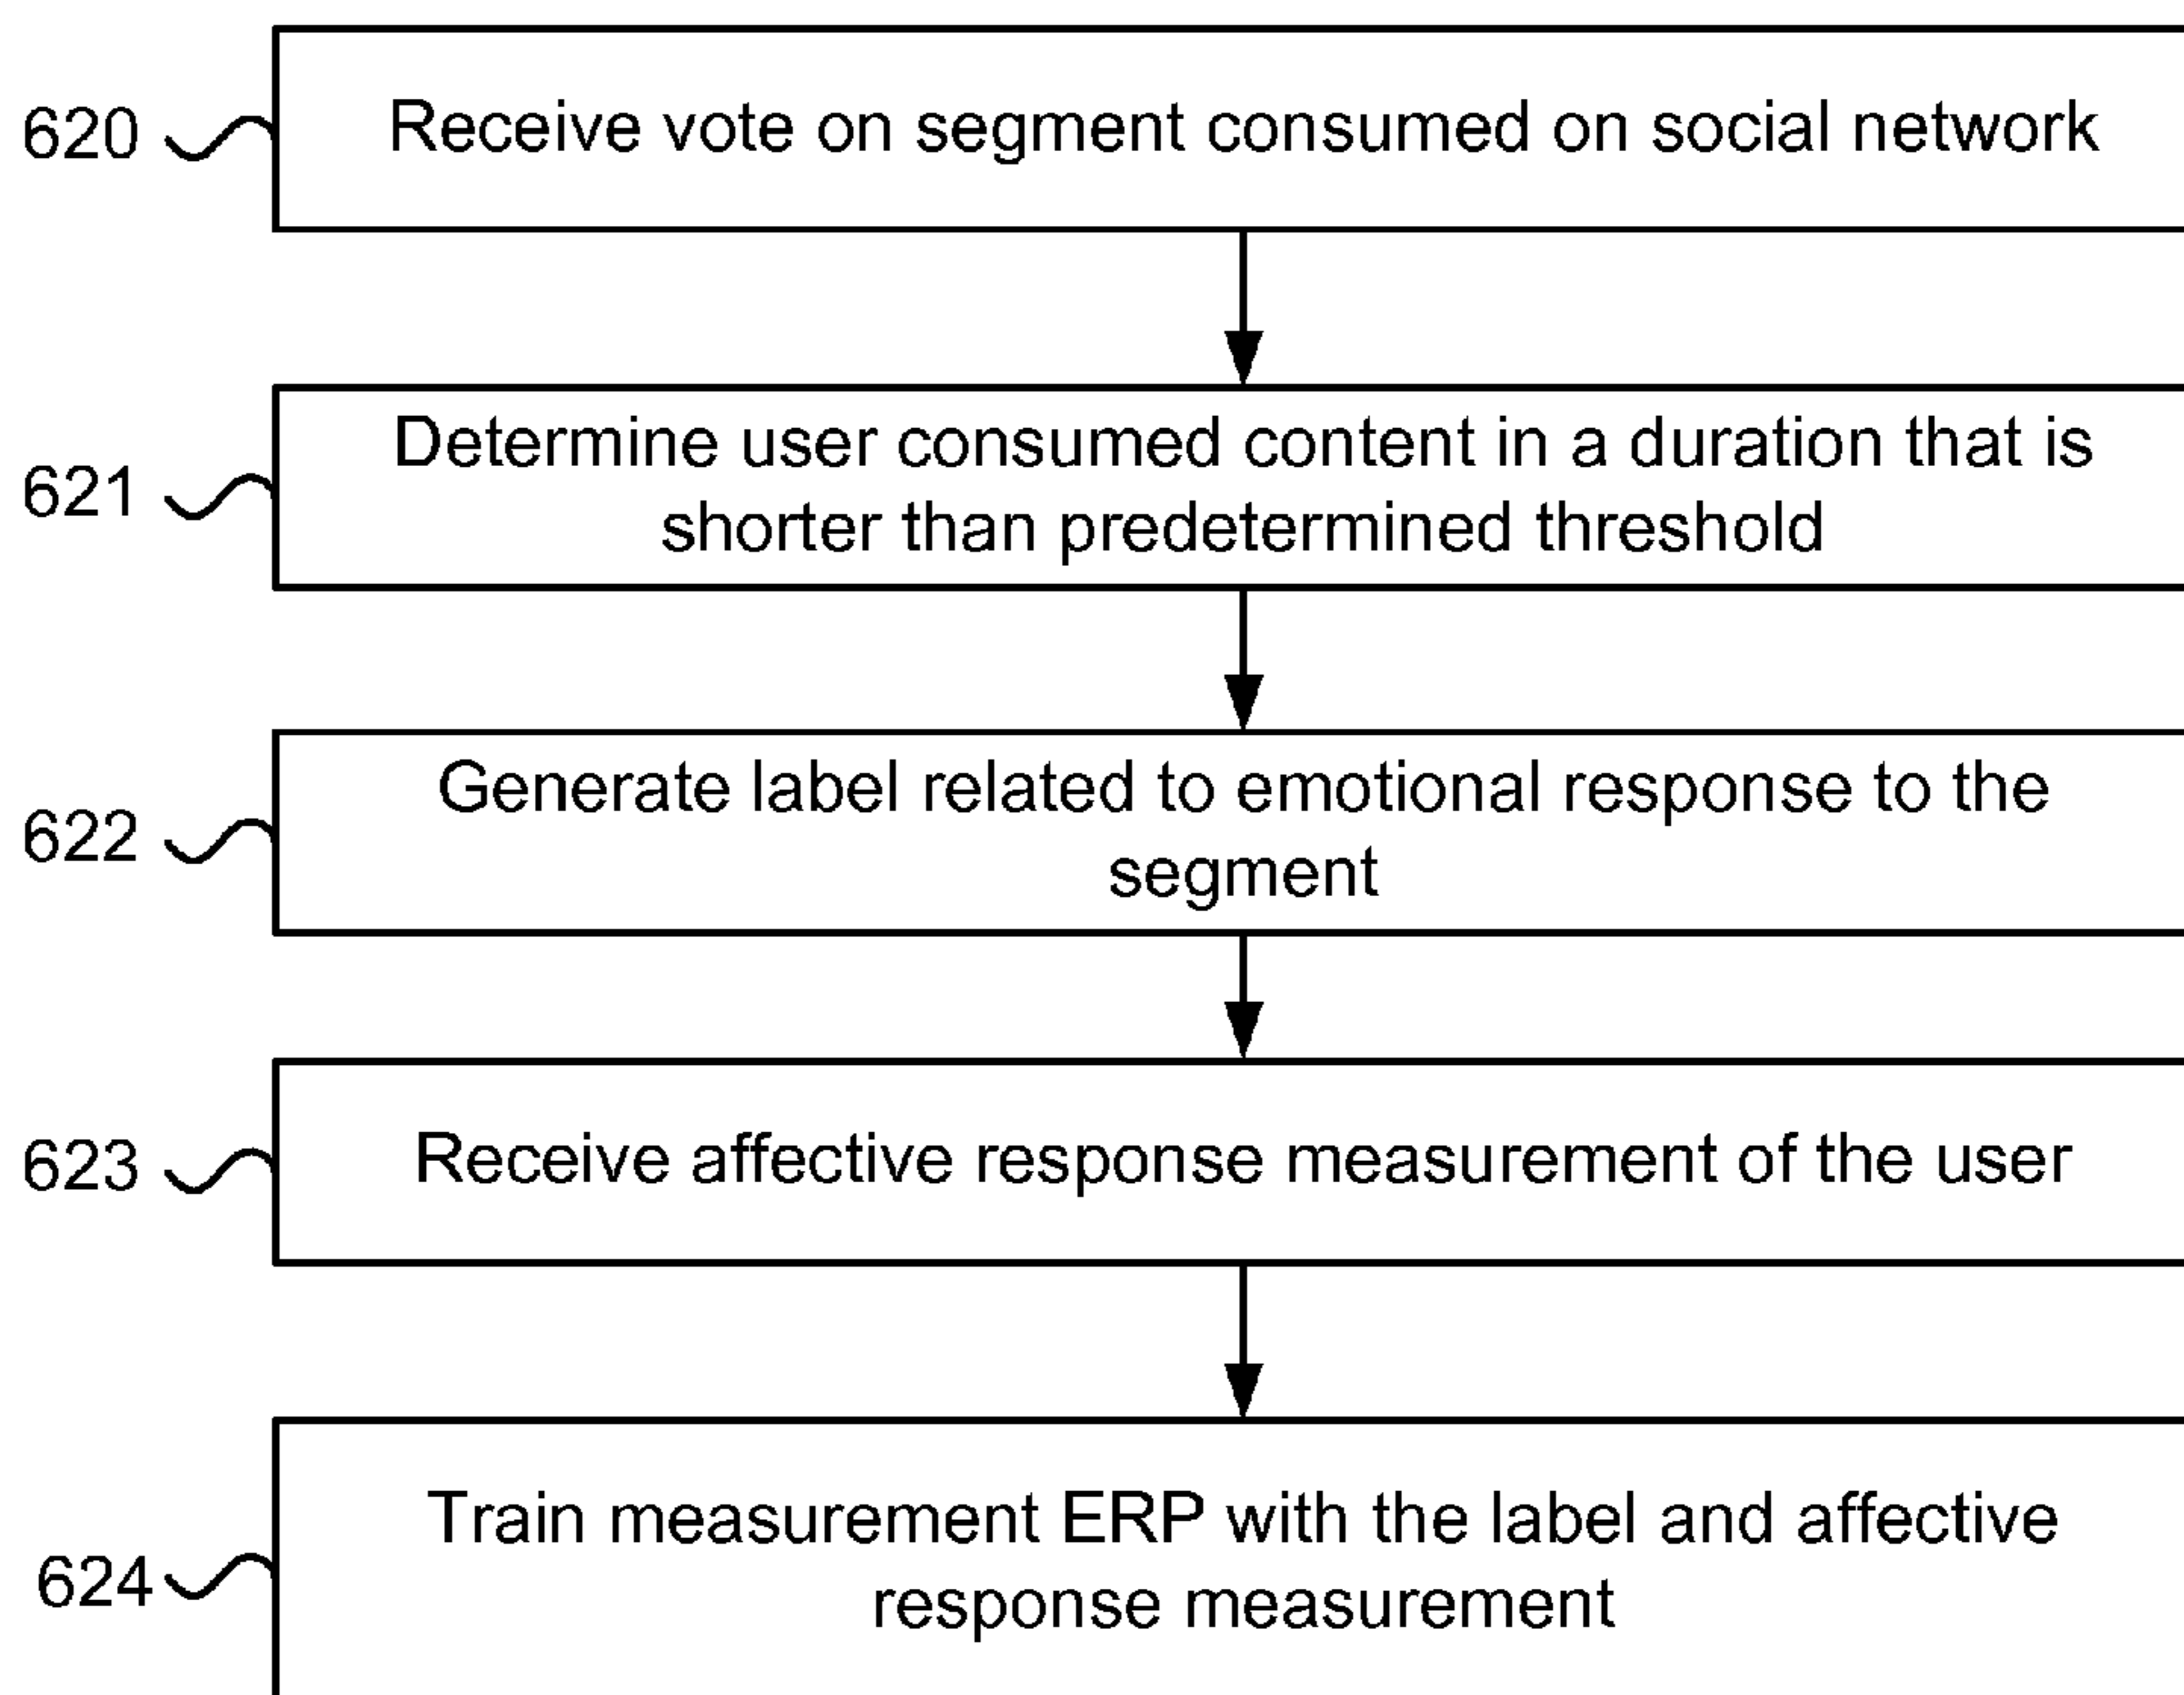 620
Receive vote on segment consumed on social network
621
Determine user consumed content in a duration that is
shorter than predetermined threshold
622
Generate label related to emotional response to the
segment
623
Receive affective response measurement of the user
624
Train measurement ERP with the label and affective
response measurement